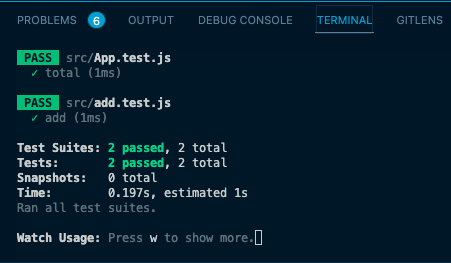 PROBLEMS 6 OUTPUT DEBUG CONSOLE TERMINAL GITLENS
PASS src/App.test.js
✓ total (1ms)
PASS src/add.test.js
✓ add (1ms)
Test Suites: 2 passed, 2 total
Tests: 2 passed, 2 total
Snapshots: 0 total
Time: 0.197s, estimated 1s
Ran all test suites.
Watch Usage: Press w to show more.